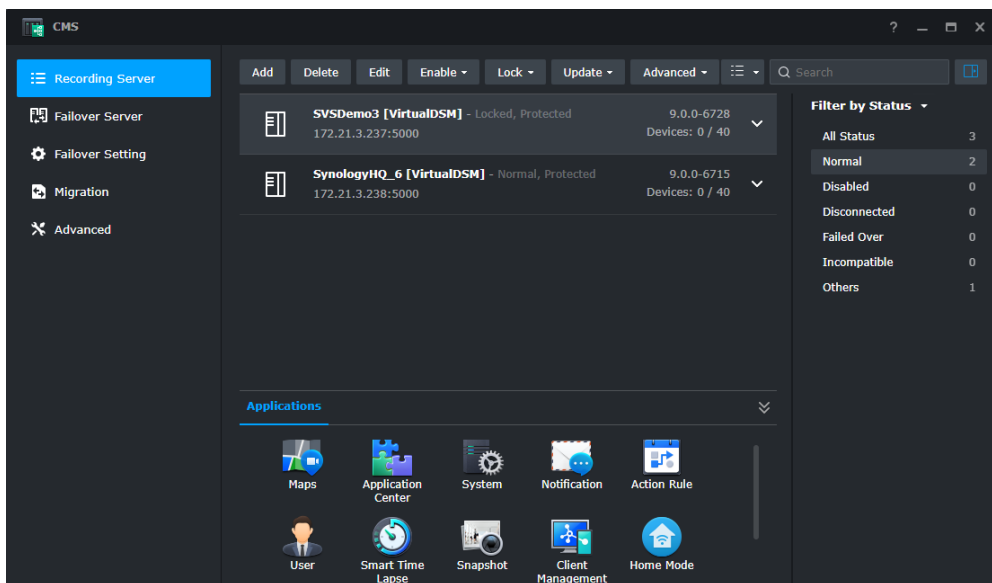 CMS
?
Recording Server
Failover Server
Failover Setting
Migration
Advanced
Add Delete Edit Enable Lock Update Advanced Search
SVSDemo3 [VirtualDSM] - Locked, Protected 9.0.0-6728
172.21.3.237:5000 Devices: 0 / 40
SynologyHQ_6 [VirtualDSM] - Normal, Protected 9.0.0-6715
172.21.3.238:5000 Devices: 0 / 40
Filter by Status
All Status 3
Normal 2
Disabled 0
Disconnected 0
Failed Over 0
Incompatible 0
Others 1
Applications
Maps
Application
Center
System
Notification
Action Rule
User
Smart Time
Lapse
Snapshot
Client
Management
Home Mode